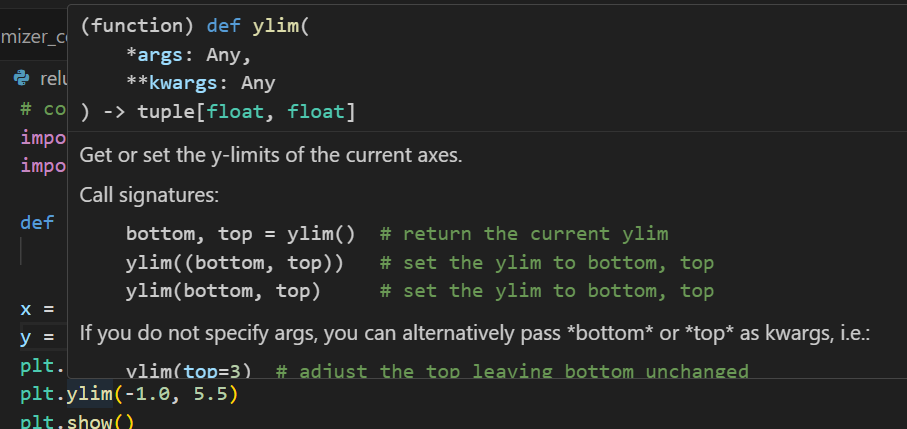 (function) def ylim(
mizer_c
*args: Any,
**kwargs: Any
relu
) -> tuple[float, float]
# co
impo
Get or set the y-limits of the current axes.
impo
Call signatures:
def
bottom, top = ylim()  # return the current ylim
ylim((bottom, top))   # set the ylim to bottom, top
ylim(bottom, top)     # set the ylim to bottom, top
x =
If you do not specify args, you can alternatively pass *bottom* or *top* as kwargs, i.e.:
y =
plt.
ylim(top=3)  # adjust the top leaving bottom unchanged
plt.ylim(-1.0, 5.5)
plt.show()